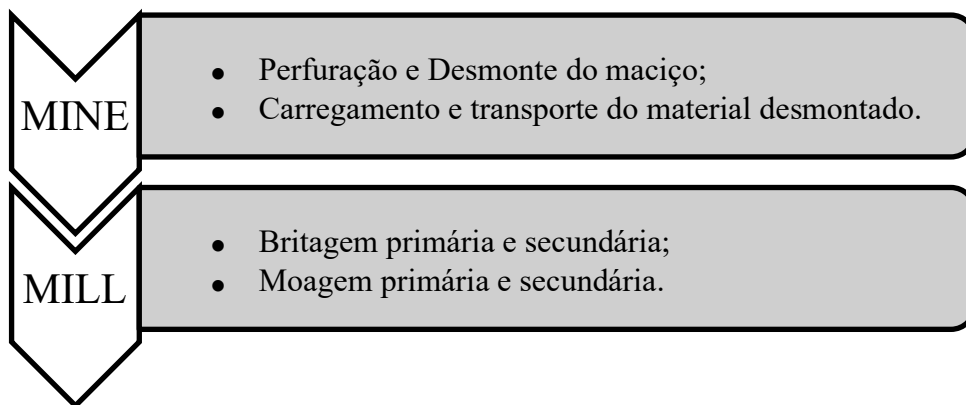 MINE
● Perfuração e Desmonte do maciço;
● Carregamento e transporte do material desmontado.
MILL
● Britagem primária e secundária;
● Moagem primária e secundária.